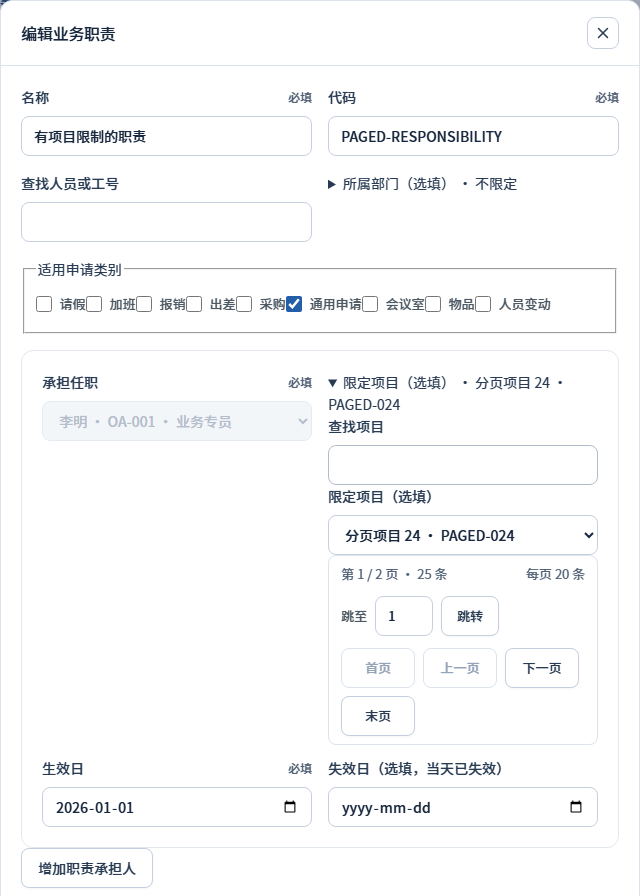 编辑业务职责
名称 必填
代码 必填
有项目限制的职责
PAGED-RESPONSIBILITY
查找人员或工号
▶ 所属部门（选填） · 不限定
适用申请类别
请假 加班 报销 出差 采购 通用申请 会议室 物品 人员变动
承担任职 必填
李明 · OA-001 · 业务专员
▼ 限定项目（选填） · 分页项目 24 ·
PAGED-024
查找项目
限定项目（选填）
分页项目 24 · PAGED-024
第 1 / 2 页 · 25 条 每页 20 条
跳至 1 跳转
首页 上一页 下一页
末页
生效日 必填
失效日（选填，当天已失效）
2026-01-01
yyyy-mm-dd
增加职责承担人